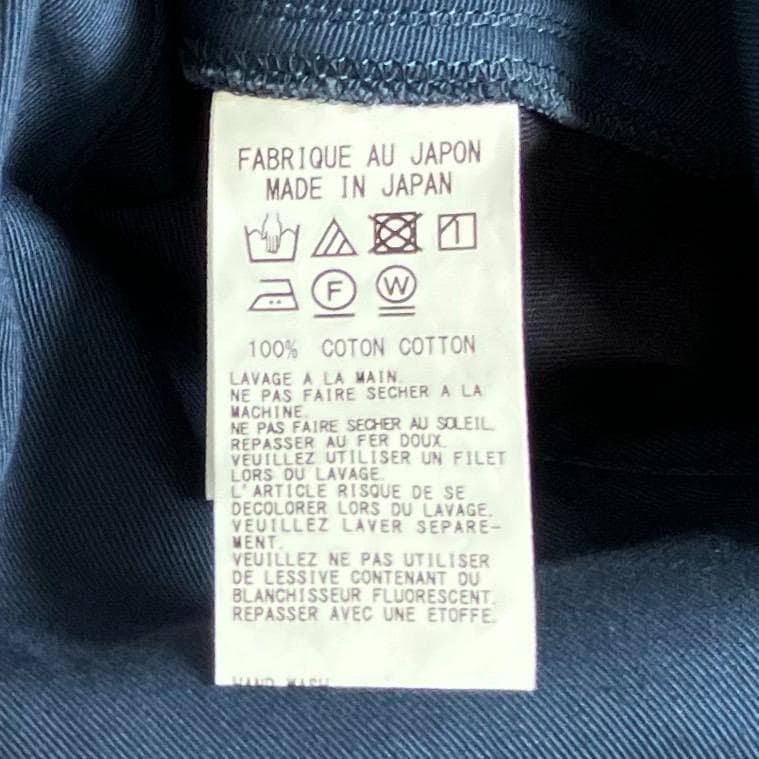 FABRIQUE AU JAPON
MADE IN JAPAN
F W
100% COTON COTTON
LAVAGE A LA MAIN.
NE PAS FAIRE SECHER A LA
MACHINE.
NE PAS FAIRE SECHER AU SOLEIL.
REPASSER AU FER DOUX.
VEUILLEZ UTILISER UN FILET
LORS DU LAVAGE.
L'ARTICLE RISQUE DE SE
DECOLORER LORS DU LAVAGE.
VEUILLEZ LAVER SEPARE-
MENT.
VEUILLEZ NE PAS UTILISER
DE LESSIVE CONTENANT DU
BLANCHISSEUR FLUORESCENT.
REPASSER AVEC UNE ETOFFE.
HAND WASH